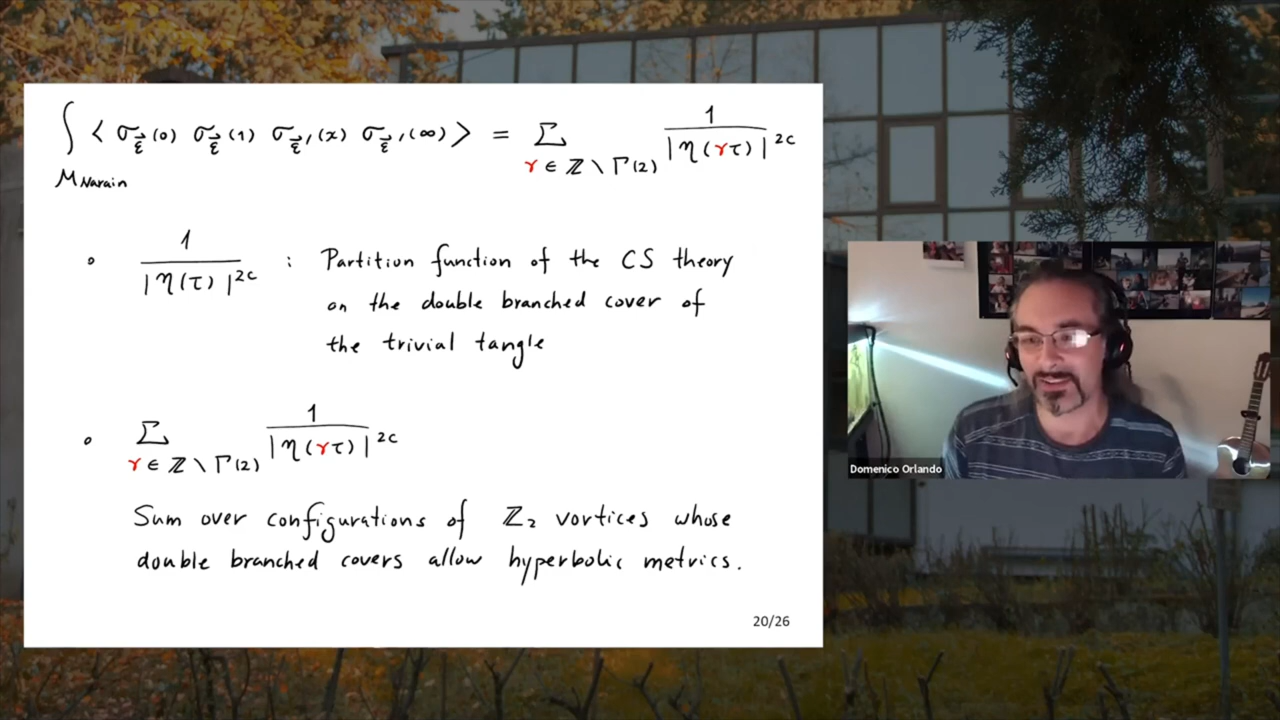 ∫ ⟨ σ_ε⃗(0) σ_ε⃗(1) σ_ε⃗'(x) σ_ε⃗'(∞) ⟩ = Σ 1 / |η(γτ)|^2c
M_Narain γ ∈ ℤ \ Γ(2)
∘ 1 / |η(τ)|^2c : Partition function of the CS theory
on the double branched cover of
the trivial tangle
∘ Σ 1 / |η(γτ)|^2c
γ ∈ ℤ \ Γ(2)
Sum over configurations of ℤ₂ vortices whose
double branched covers allow hyperbolic metrics.
20/26
Domenico Orlando